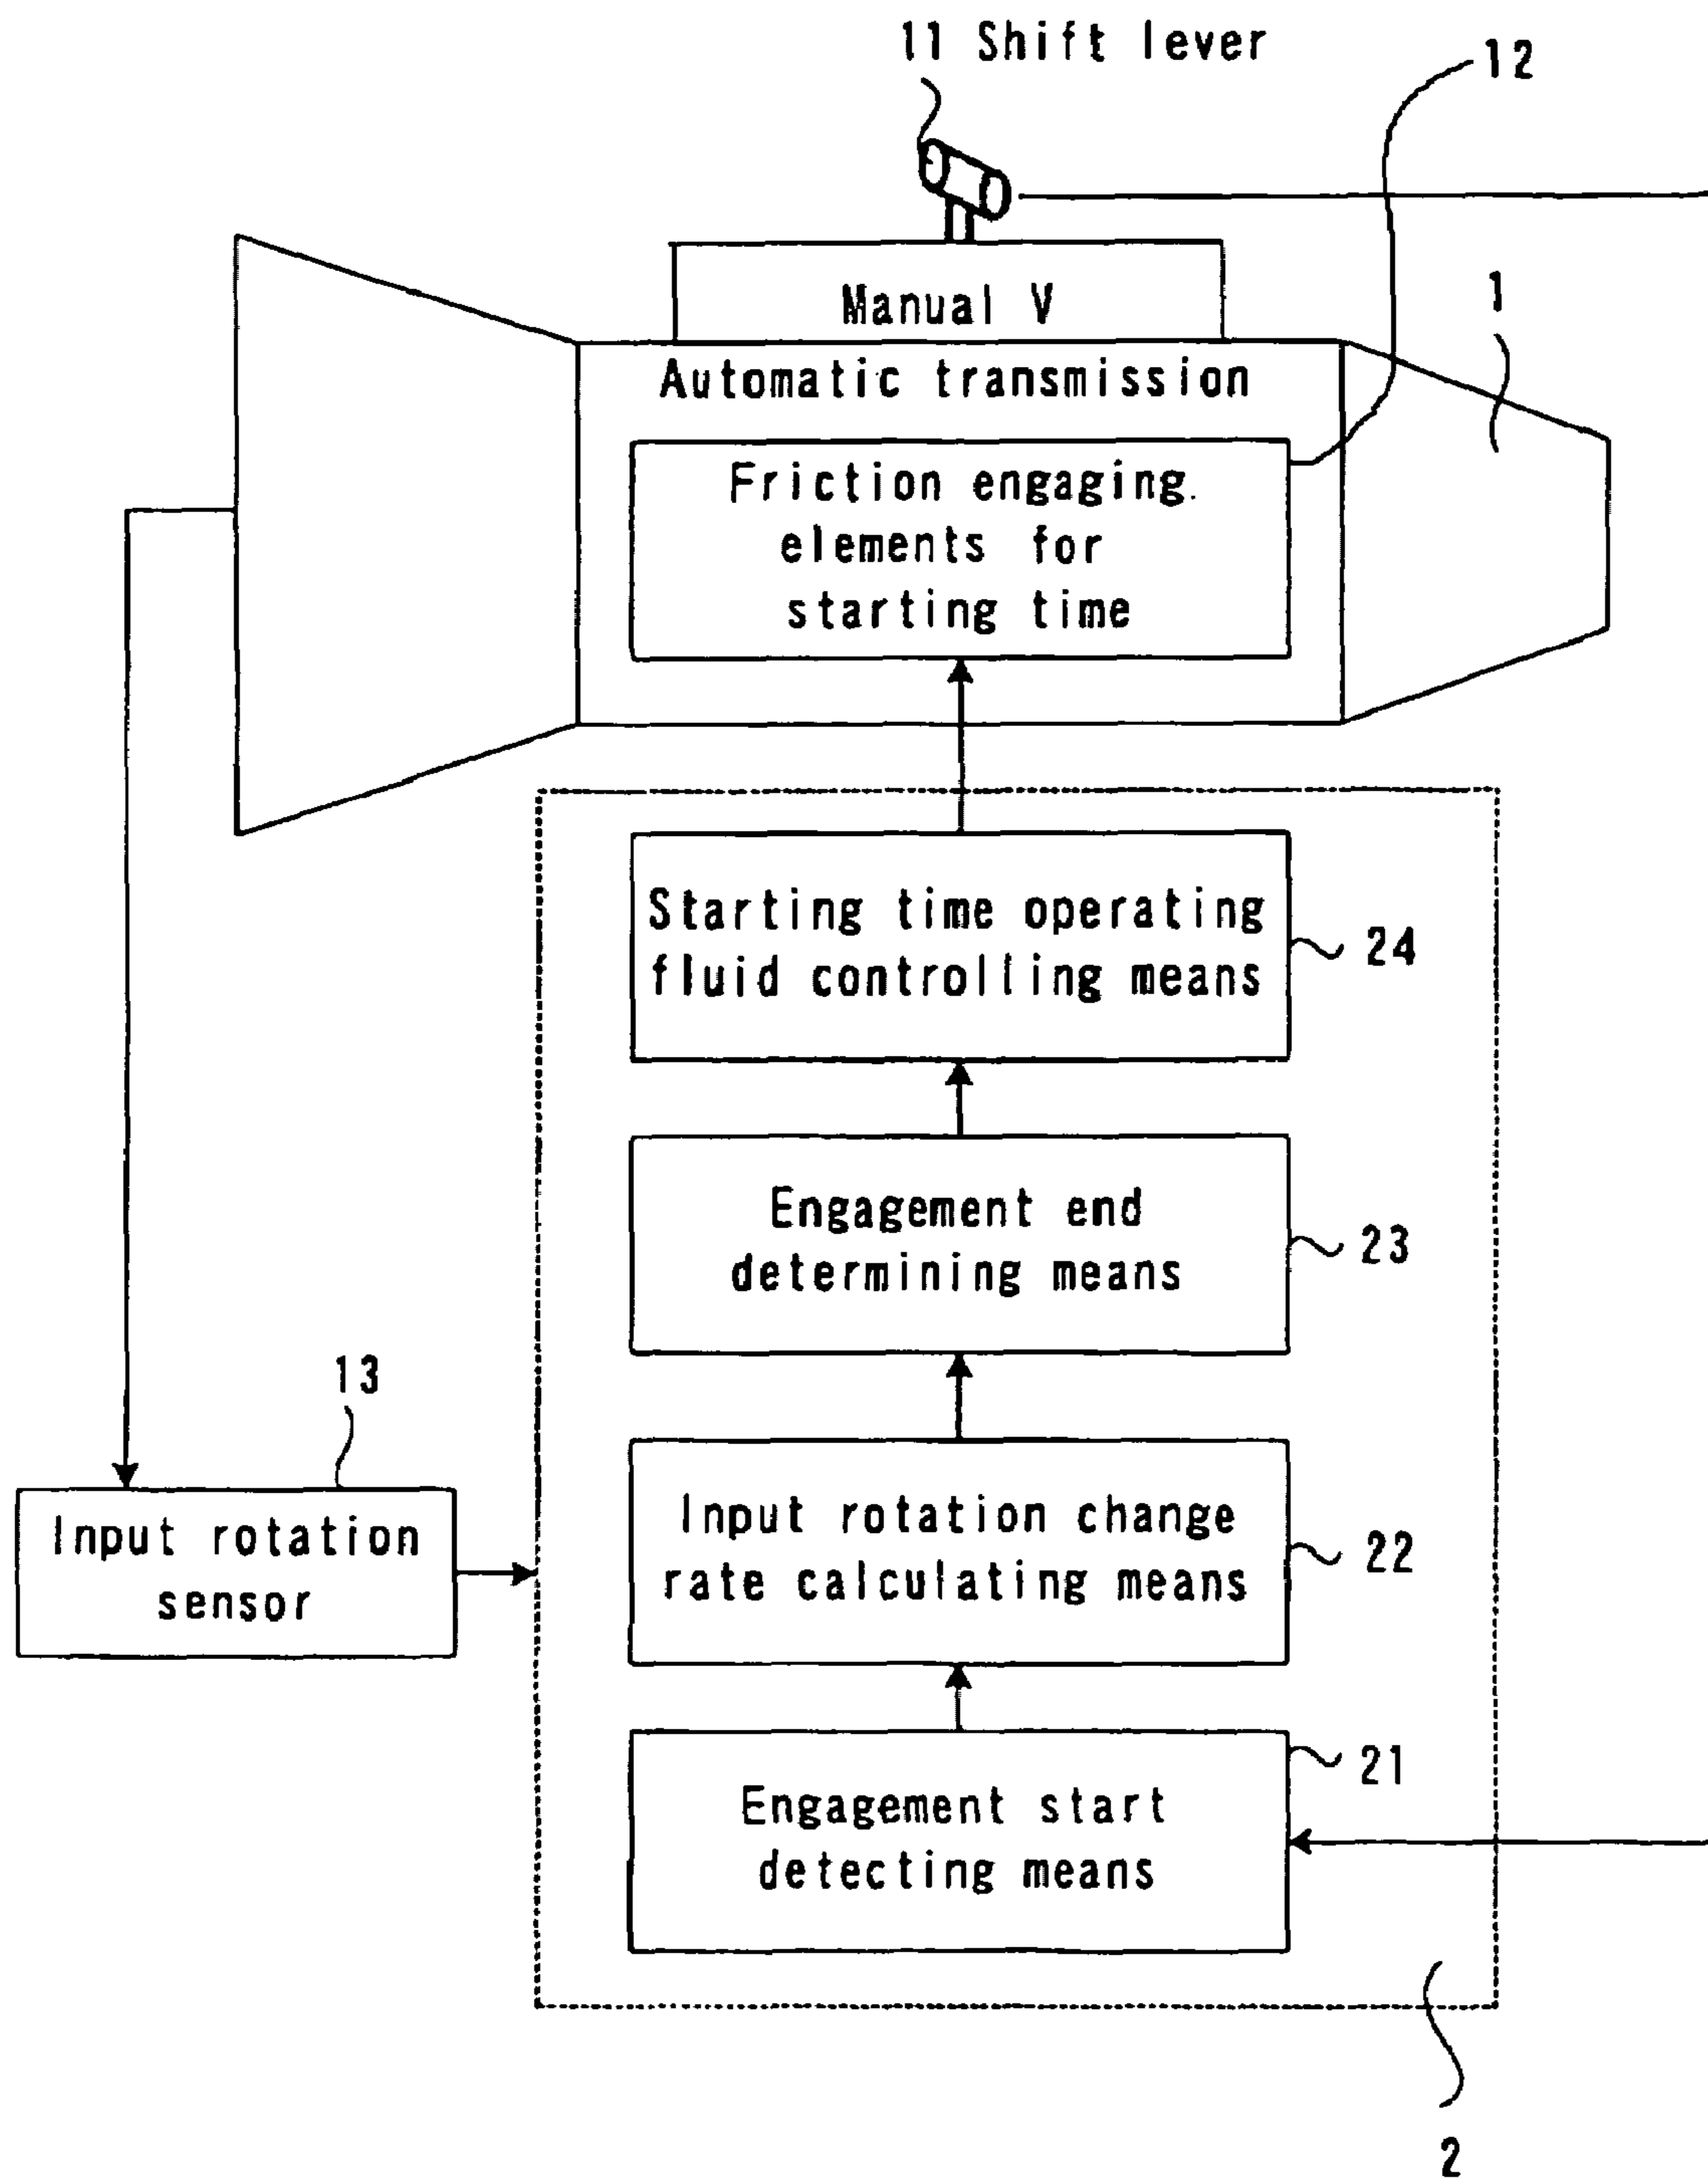 11 Shift lever
12
Manual V
1
Automatic transmission
Friction engaging.
elements for
starting time
Starting time operating
fluid controlling means
24
Engagement end
determining means
23
13
Input rotation
sensor
Input rotation change
rate calculating means
22
21
Engagement start
detecting means
2